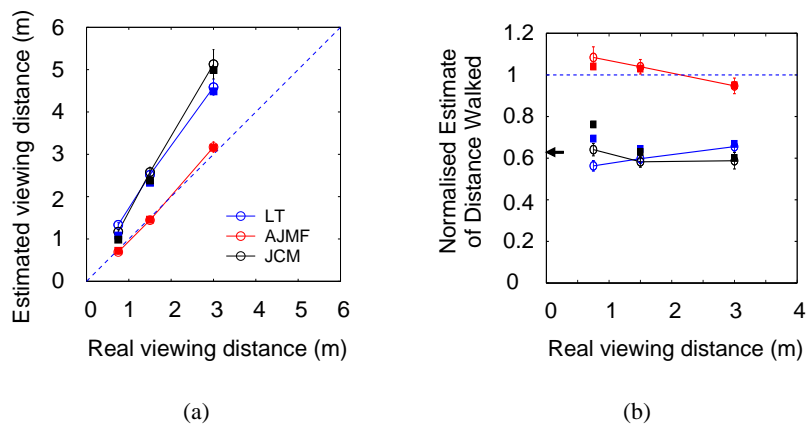 6
5
4
3
2
1
0
0 1 2 3 4 5 6
Estimated viewing distance (m)
Real viewing distance (m)
LT
AJMF
JCM
(a)
1.2
1
0.8
0.6
0.4
0.2
0
0 1 2 3 4
Normalised Estimate
of Distance Walked
Real viewing distance (m)
(b)